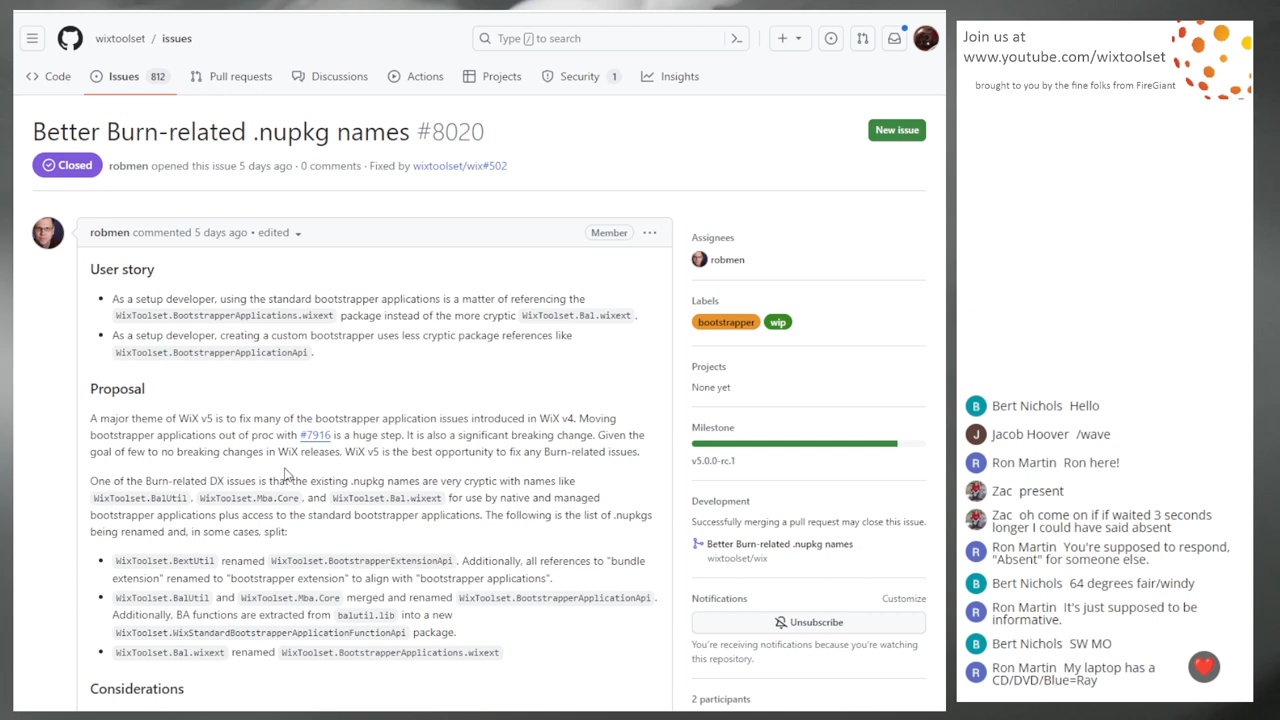 wixtoolset / issues
Type / to search
Code
Issues 812
Pull requests
Discussions
Actions
Projects
Security 1
Insights
Better Burn-related .nupkg names #8020
New issue
Closed robmen opened this issue 5 days ago · 0 comments · Fixed by wixtoolset/wix#502
robmen commented 5 days ago • edited
Member
User story
As a setup developer, using the standard bootstrapper applications is a matter of referencing the
WixToolset.BootstrapperApplications.wixext package instead of the more cryptic WixToolset.Bal.wixext.
As a setup developer, creating a custom bootstrapper uses less cryptic package references like
WixToolset.BootstrapperApplicationApi.
Proposal
A major theme of WiX v5 is to fix many of the bootstrapper application issues introduced in WiX v4. Moving
bootstrapper applications out of proc with #7916 is a huge step. It is also a significant breaking change. Given the
goal of few to no breaking changes in WiX releases. WiX v5 is the best opportunity to fix any Burn-related issues.
One of the Burn-related DX issues is that the existing .nupkg names are very cryptic with names like
WixToolset.BalUtil, WixToolset.Mba.Core, and WixToolset.Bal.wixext for use by native and managed
bootstrapper applications plus access to the standard bootstrapper applications. The following is the list of .nupkgs
being renamed and, in some cases, split:
WixToolset.BextUtil renamed WixToolset.BootstrapperExtensionApi. Additionally, all references to "bundle
extension" renamed to "bootstrapper extension" to align with "bootstrapper applications".
WixToolset.BalUtil and WixToolset.Mba.Core merged and renamed WixToolset.BootstrapperApplicationApi.
Additionally, BA functions are extracted from balutil.lib into a new
WixToolset.WixStandardBootstrapperApplicationFunctionApi package.
WixToolset.Bal.wixext renamed WixToolset.BootstrapperApplications.wixext
Considerations
Assignees
robmen
Labels
bootstrapper wip
Projects
None yet
Milestone
v5.0.0-rc.1
Development
Successfully merging a pull request may close this issue.
Better Burn-related .nupkg names
wixtoolset/wix
Notifications Customize
Unsubscribe
You're receiving notifications because you're watching
this repository.
2 participants
Join us at
www.youtube.com/wixtoolset
brought to you by the fine folks from FireGiant
B Bert Nichols Hello
J Jacob Hoover /wave
R Ron Martin Ron here!
Zac present
Zac oh come on if if waited 3 seconds
longer I could have said absent
R Ron Martin You're supposed to respond,
"Absent" for someone else.
B Bert Nichols 64 degrees fair/windy
R Ron Martin It's just supposed to be
informative.
B Bert Nichols SW MO
R Ron Martin My laptop has a
CD/DVD/Blue=Ray